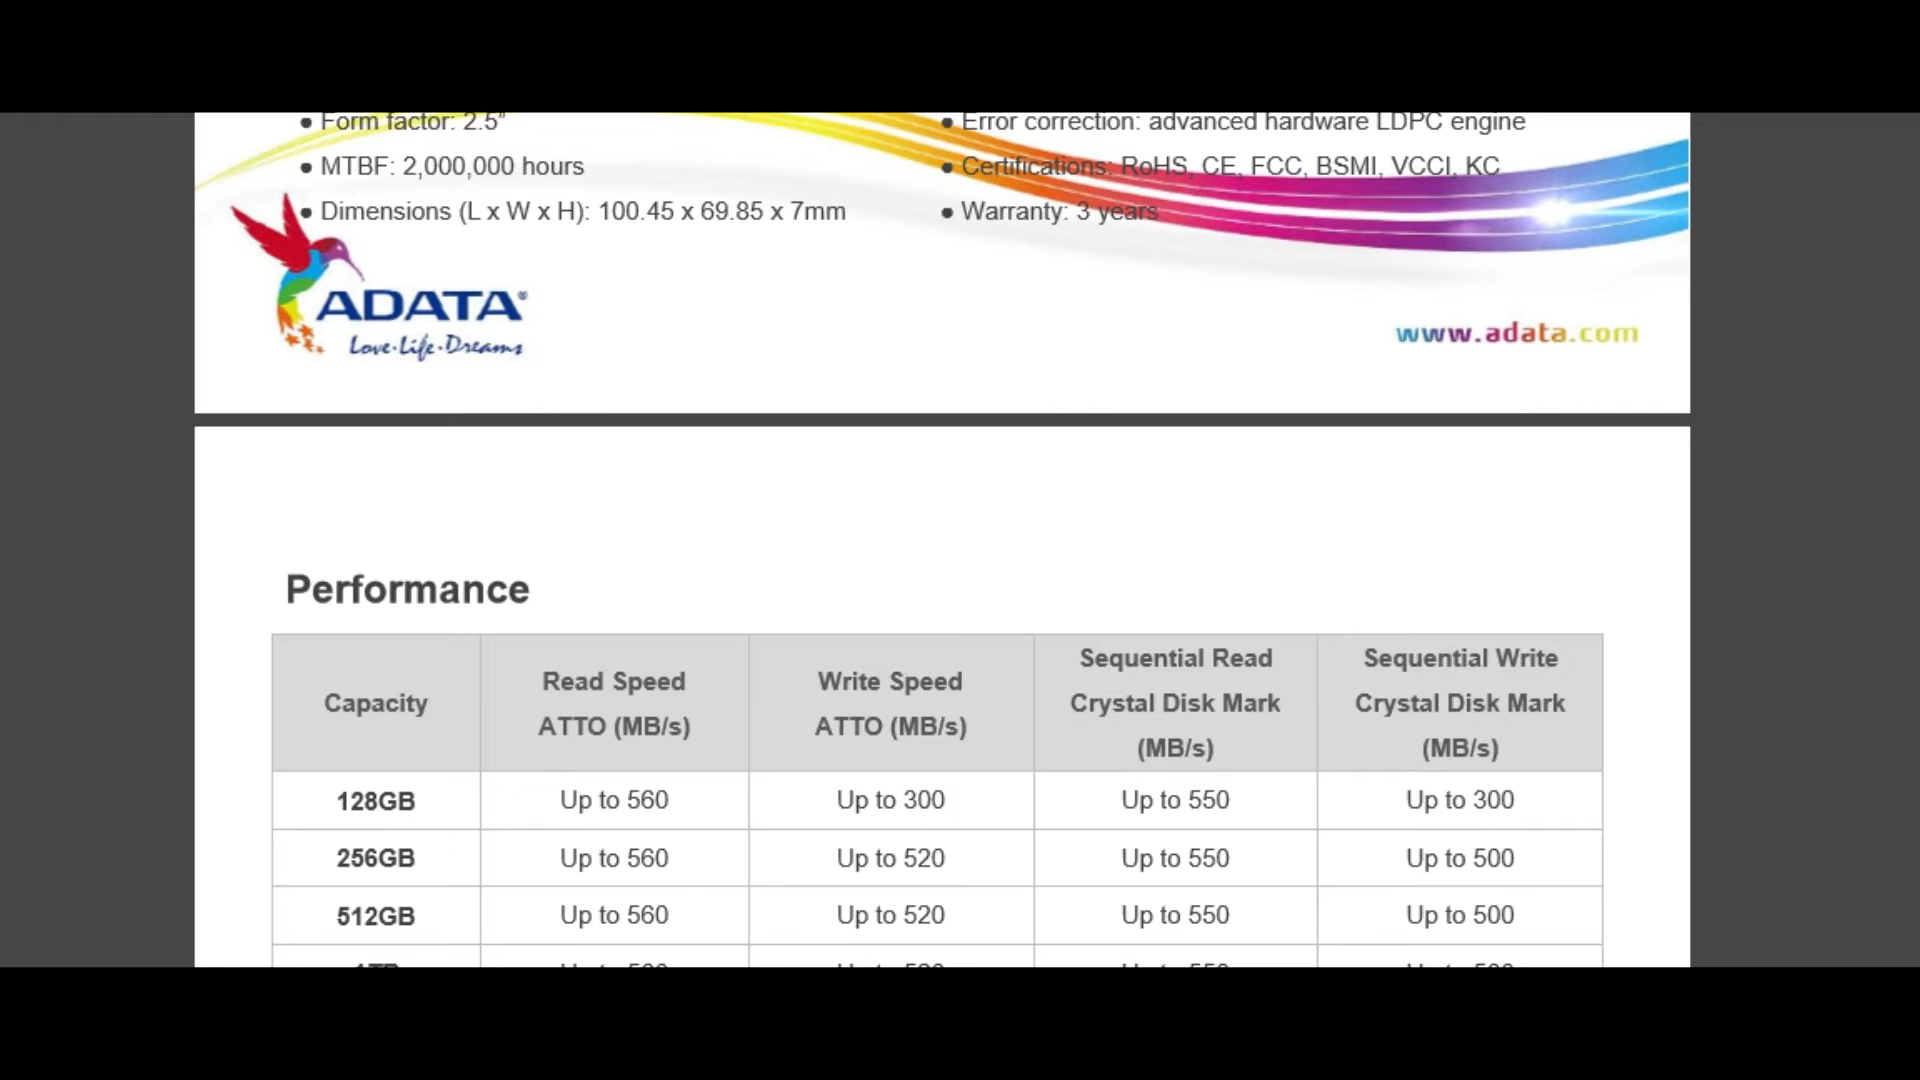 ● Form factor: 2.5"
● MTBF: 2,000,000 hours
● Dimensions (L x W x H): 100.45 x 69.85 x 7mm
● Error correction: advanced hardware LDPC engine
● Certifications: RoHS, CE, FCC, BSMI, VCCI, KC
● Warranty: 3 years
ADATA®
Love·Life·Dreams
www.adata.com
Performance
Capacity
Read Speed
ATTO (MB/s)
Write Speed
ATTO (MB/s)
Sequential Read
Crystal Disk Mark
(MB/s)
Sequential Write
Crystal Disk Mark
(MB/s)
128GB Up to 560 Up to 300 Up to 550 Up to 300
256GB Up to 560 Up to 520 Up to 550 Up to 500
512GB Up to 560 Up to 520 Up to 550 Up to 500